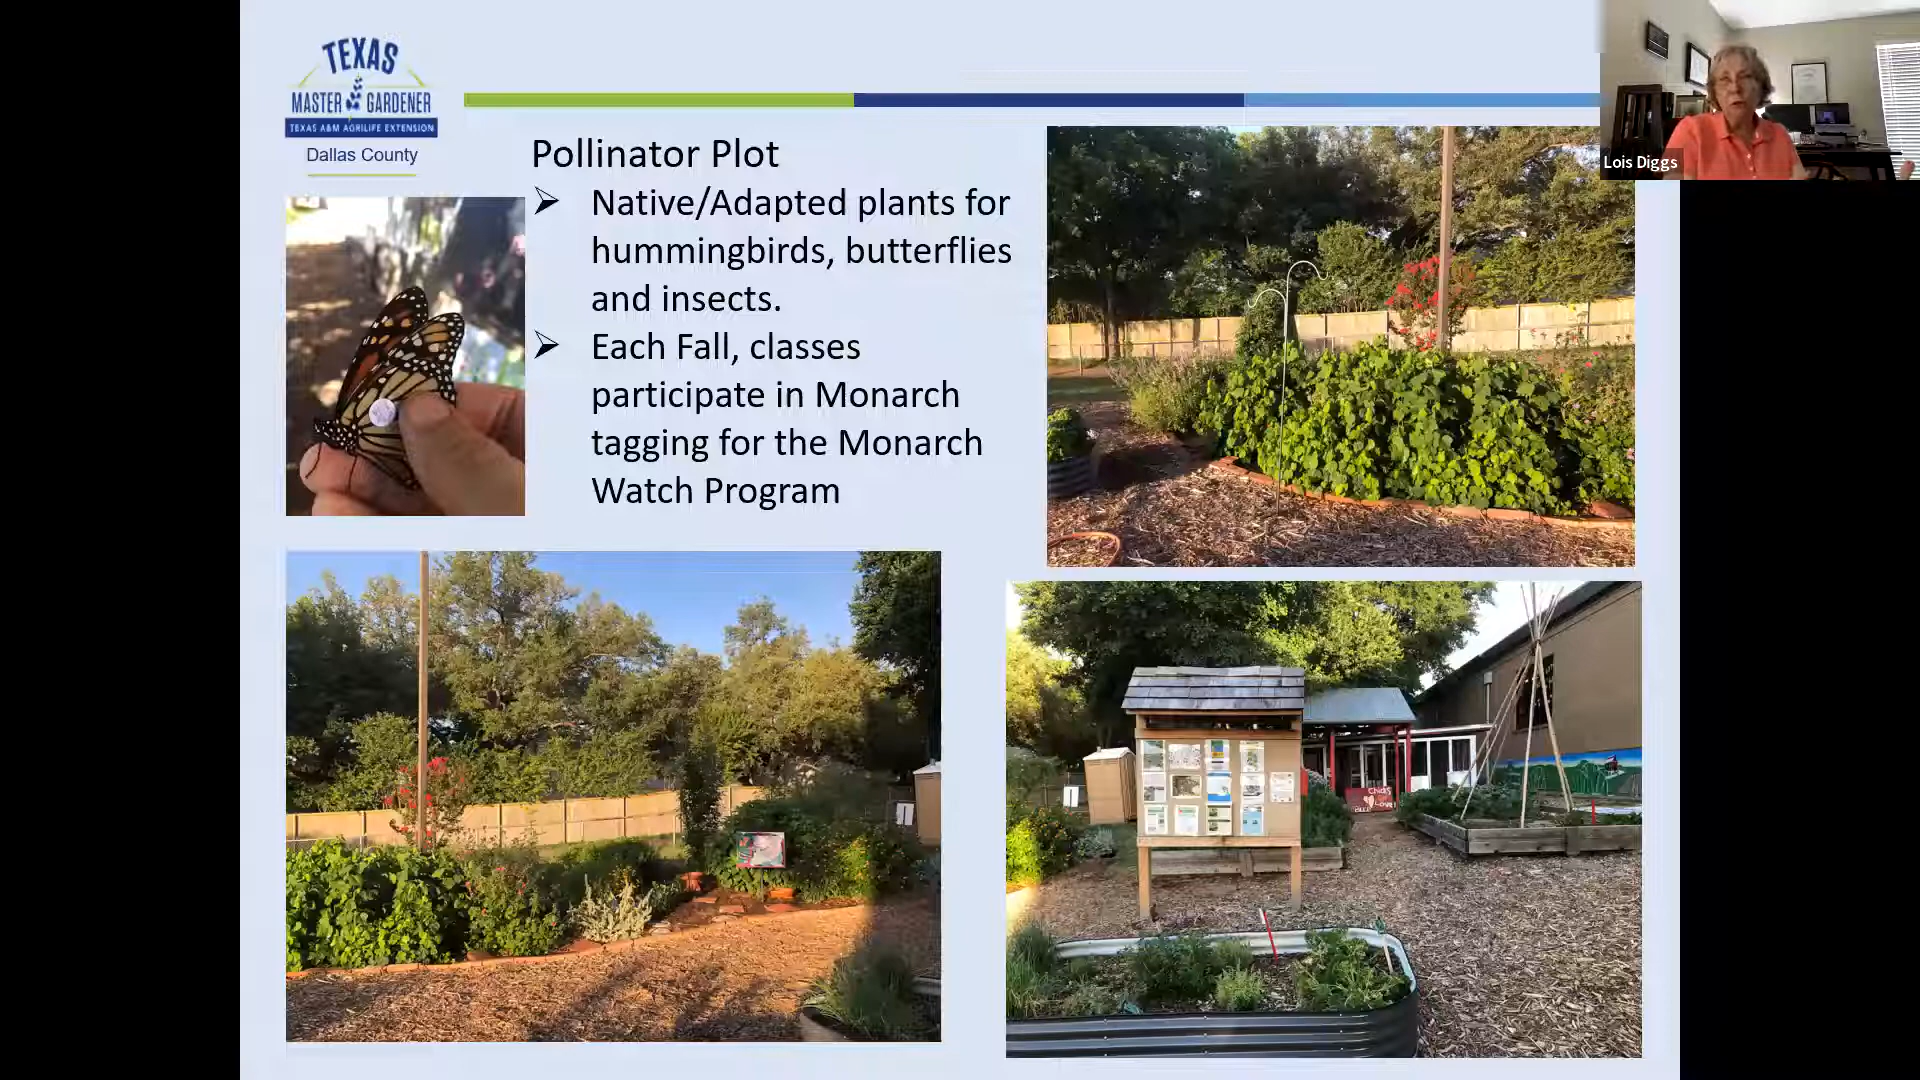 TEXAS
MASTER GARDENER
TEXAS A&M AGRILIFE EXTENSION
Dallas County
Pollinator Plot
➢ Native/Adapted plants for
hummingbirds, butterflies
and insects.
➢ Each Fall, classes
participate in Monarch
tagging for the Monarch
Watch Program
Lois Diggs